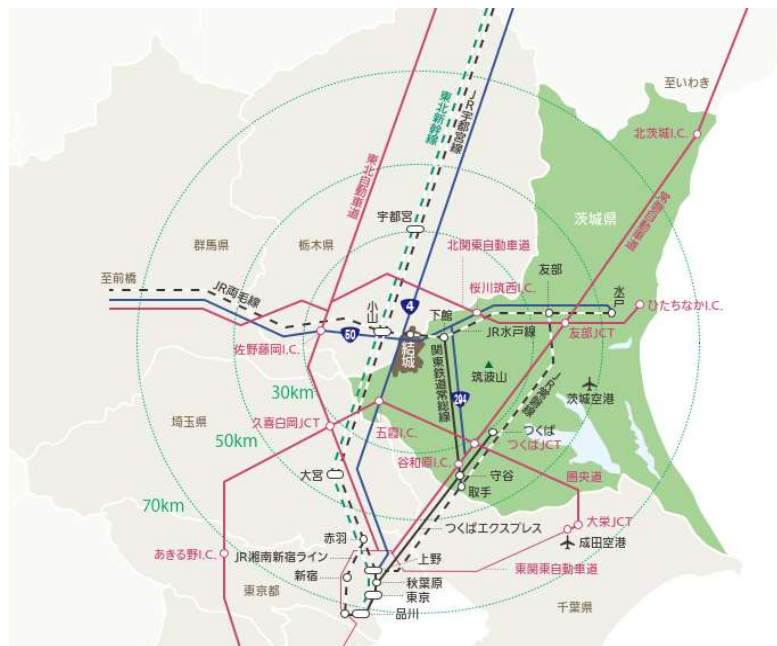 至いわき
北茨城I.C.
JR宇都宮線
東北新幹線
東北自動車道
常磐自動車道
茨城県
宇都宮
群馬県
栃木県
北関東自動車道
友部
至前橋
JR両毛線
桜川筑西I.C.
水戸
小山
4
下館
ひたちなかI.C.
50
JR水戸線
友部JCT
佐野藤岡I.C.
結城
関東鉄道常総線
筑波山
JR常磐線
30km
294
茨城空港
埼玉県
久喜白岡JCT
五霞I.C.
つくば
50km
つくばJCT
谷和原I.C.
大宮
守谷
圏央道
取手
70km
つくばエクスプレス
大栄JCT
赤羽
成田空港
あきる野I.C.
JR湘南新宿ライン
上野
新宿
東関東自動車道
秋葉原
東京都
東京
千葉県
品川